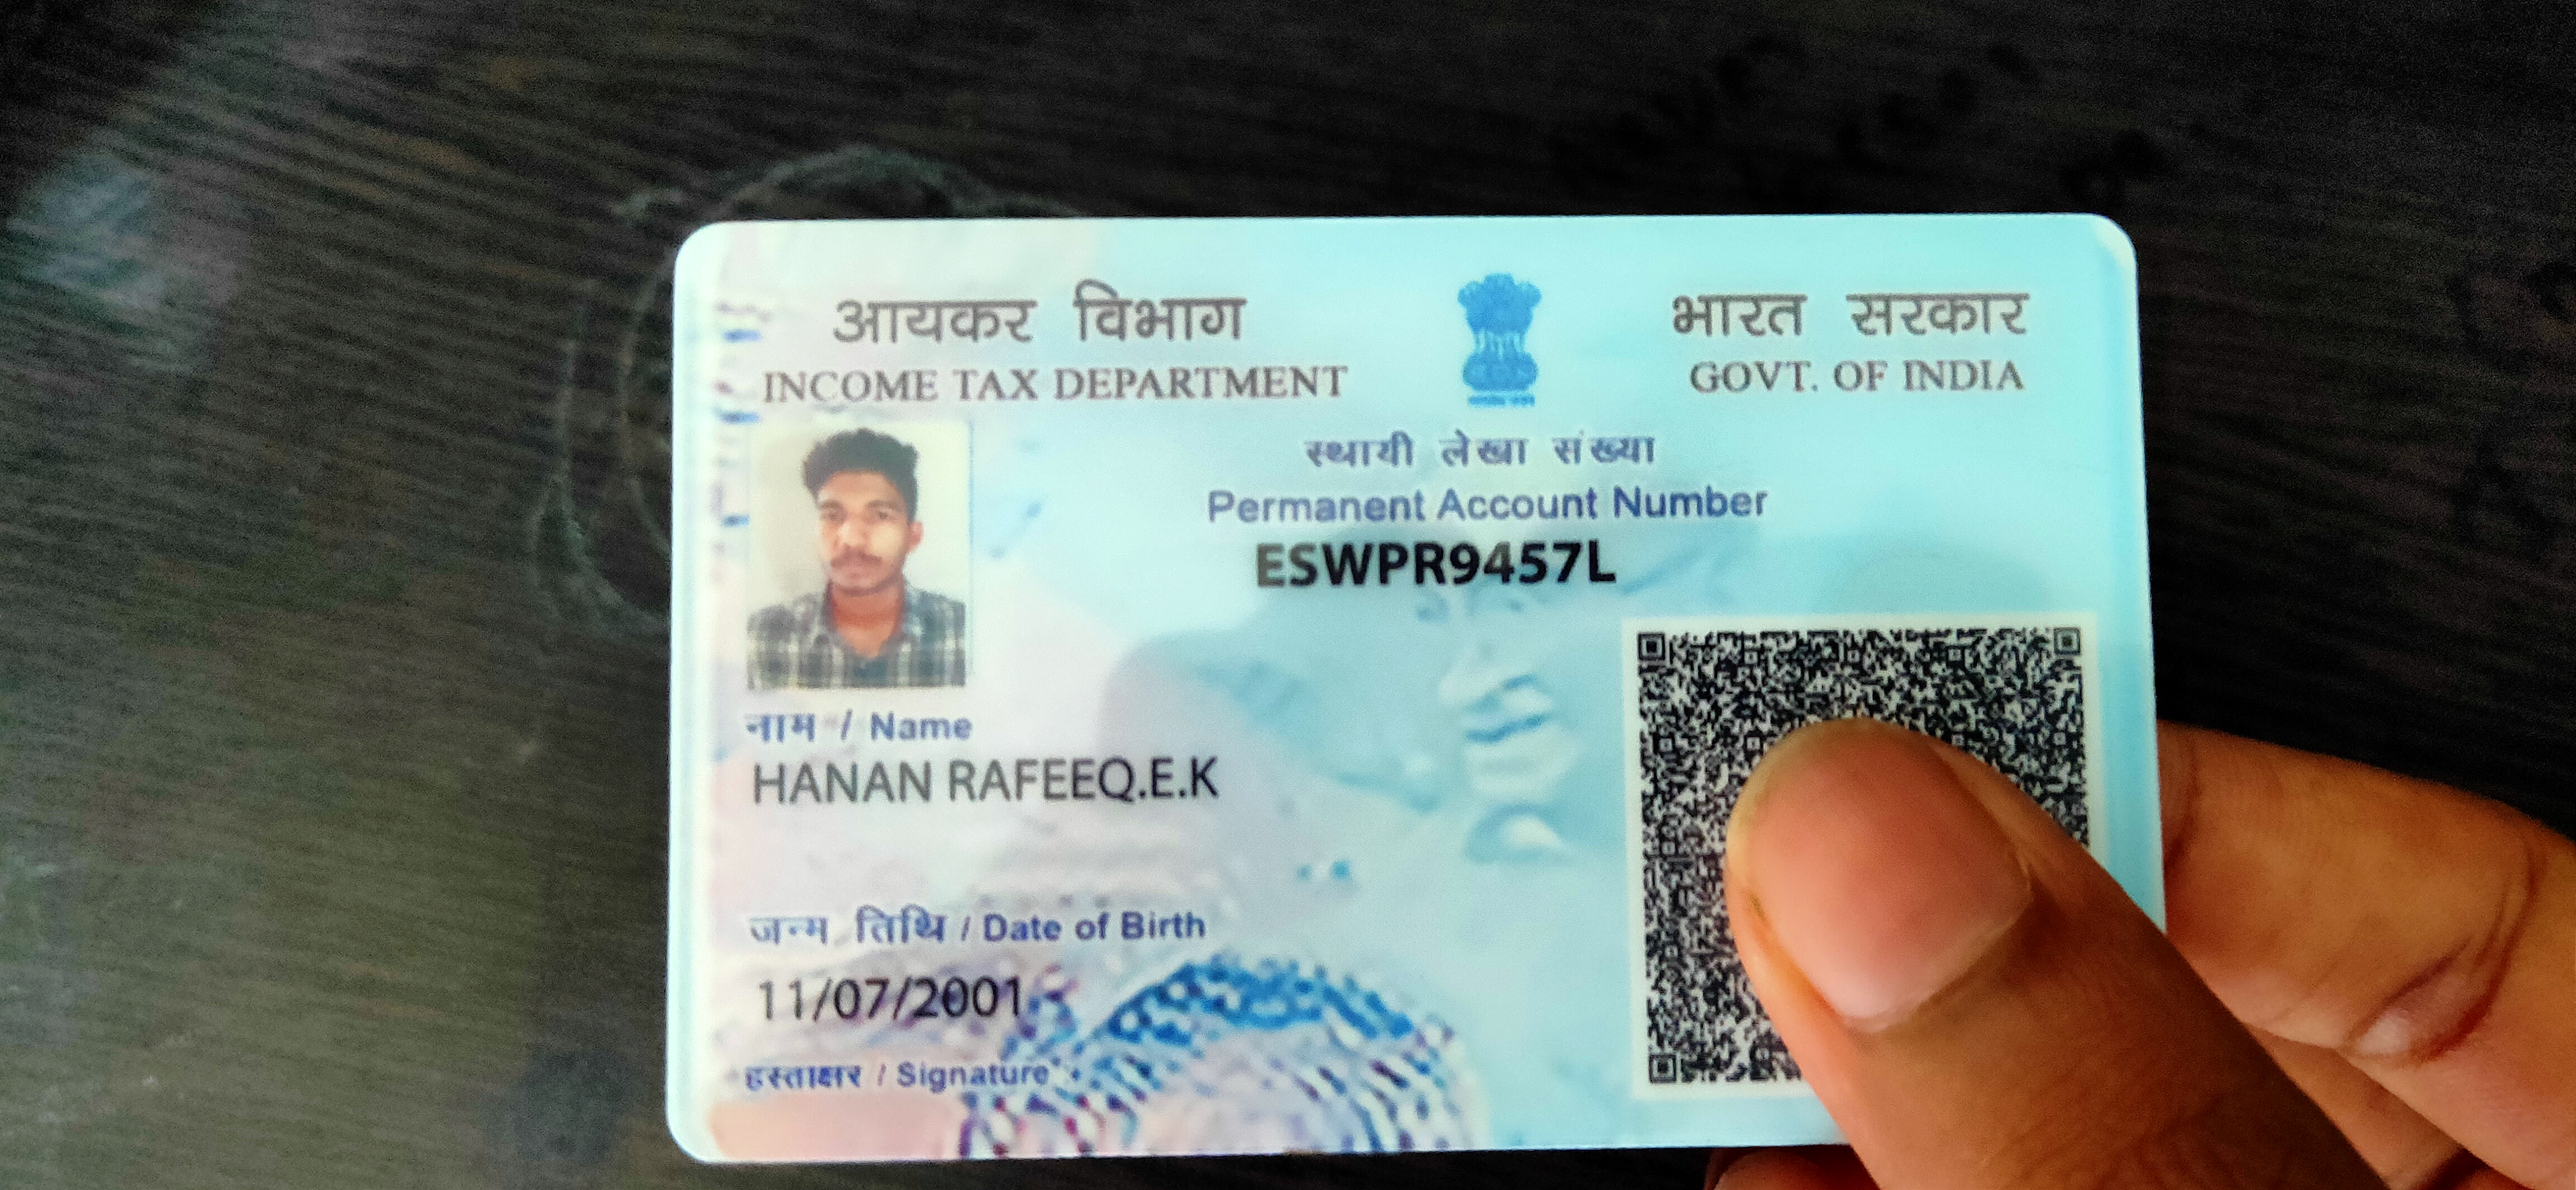 आयकर विभाग
INCOME TAX DEPARTMENT
भारत सरकार
GOVT. OF INDIA
स्थायी लेखा संख्या
Permanent Account Number
ESWPR9457L
नाम / Name
HANAN RAFEEQ.E.K
जन्म तिथि / Date of Birth
11/07/2001
हस्ताक्षर / Signature